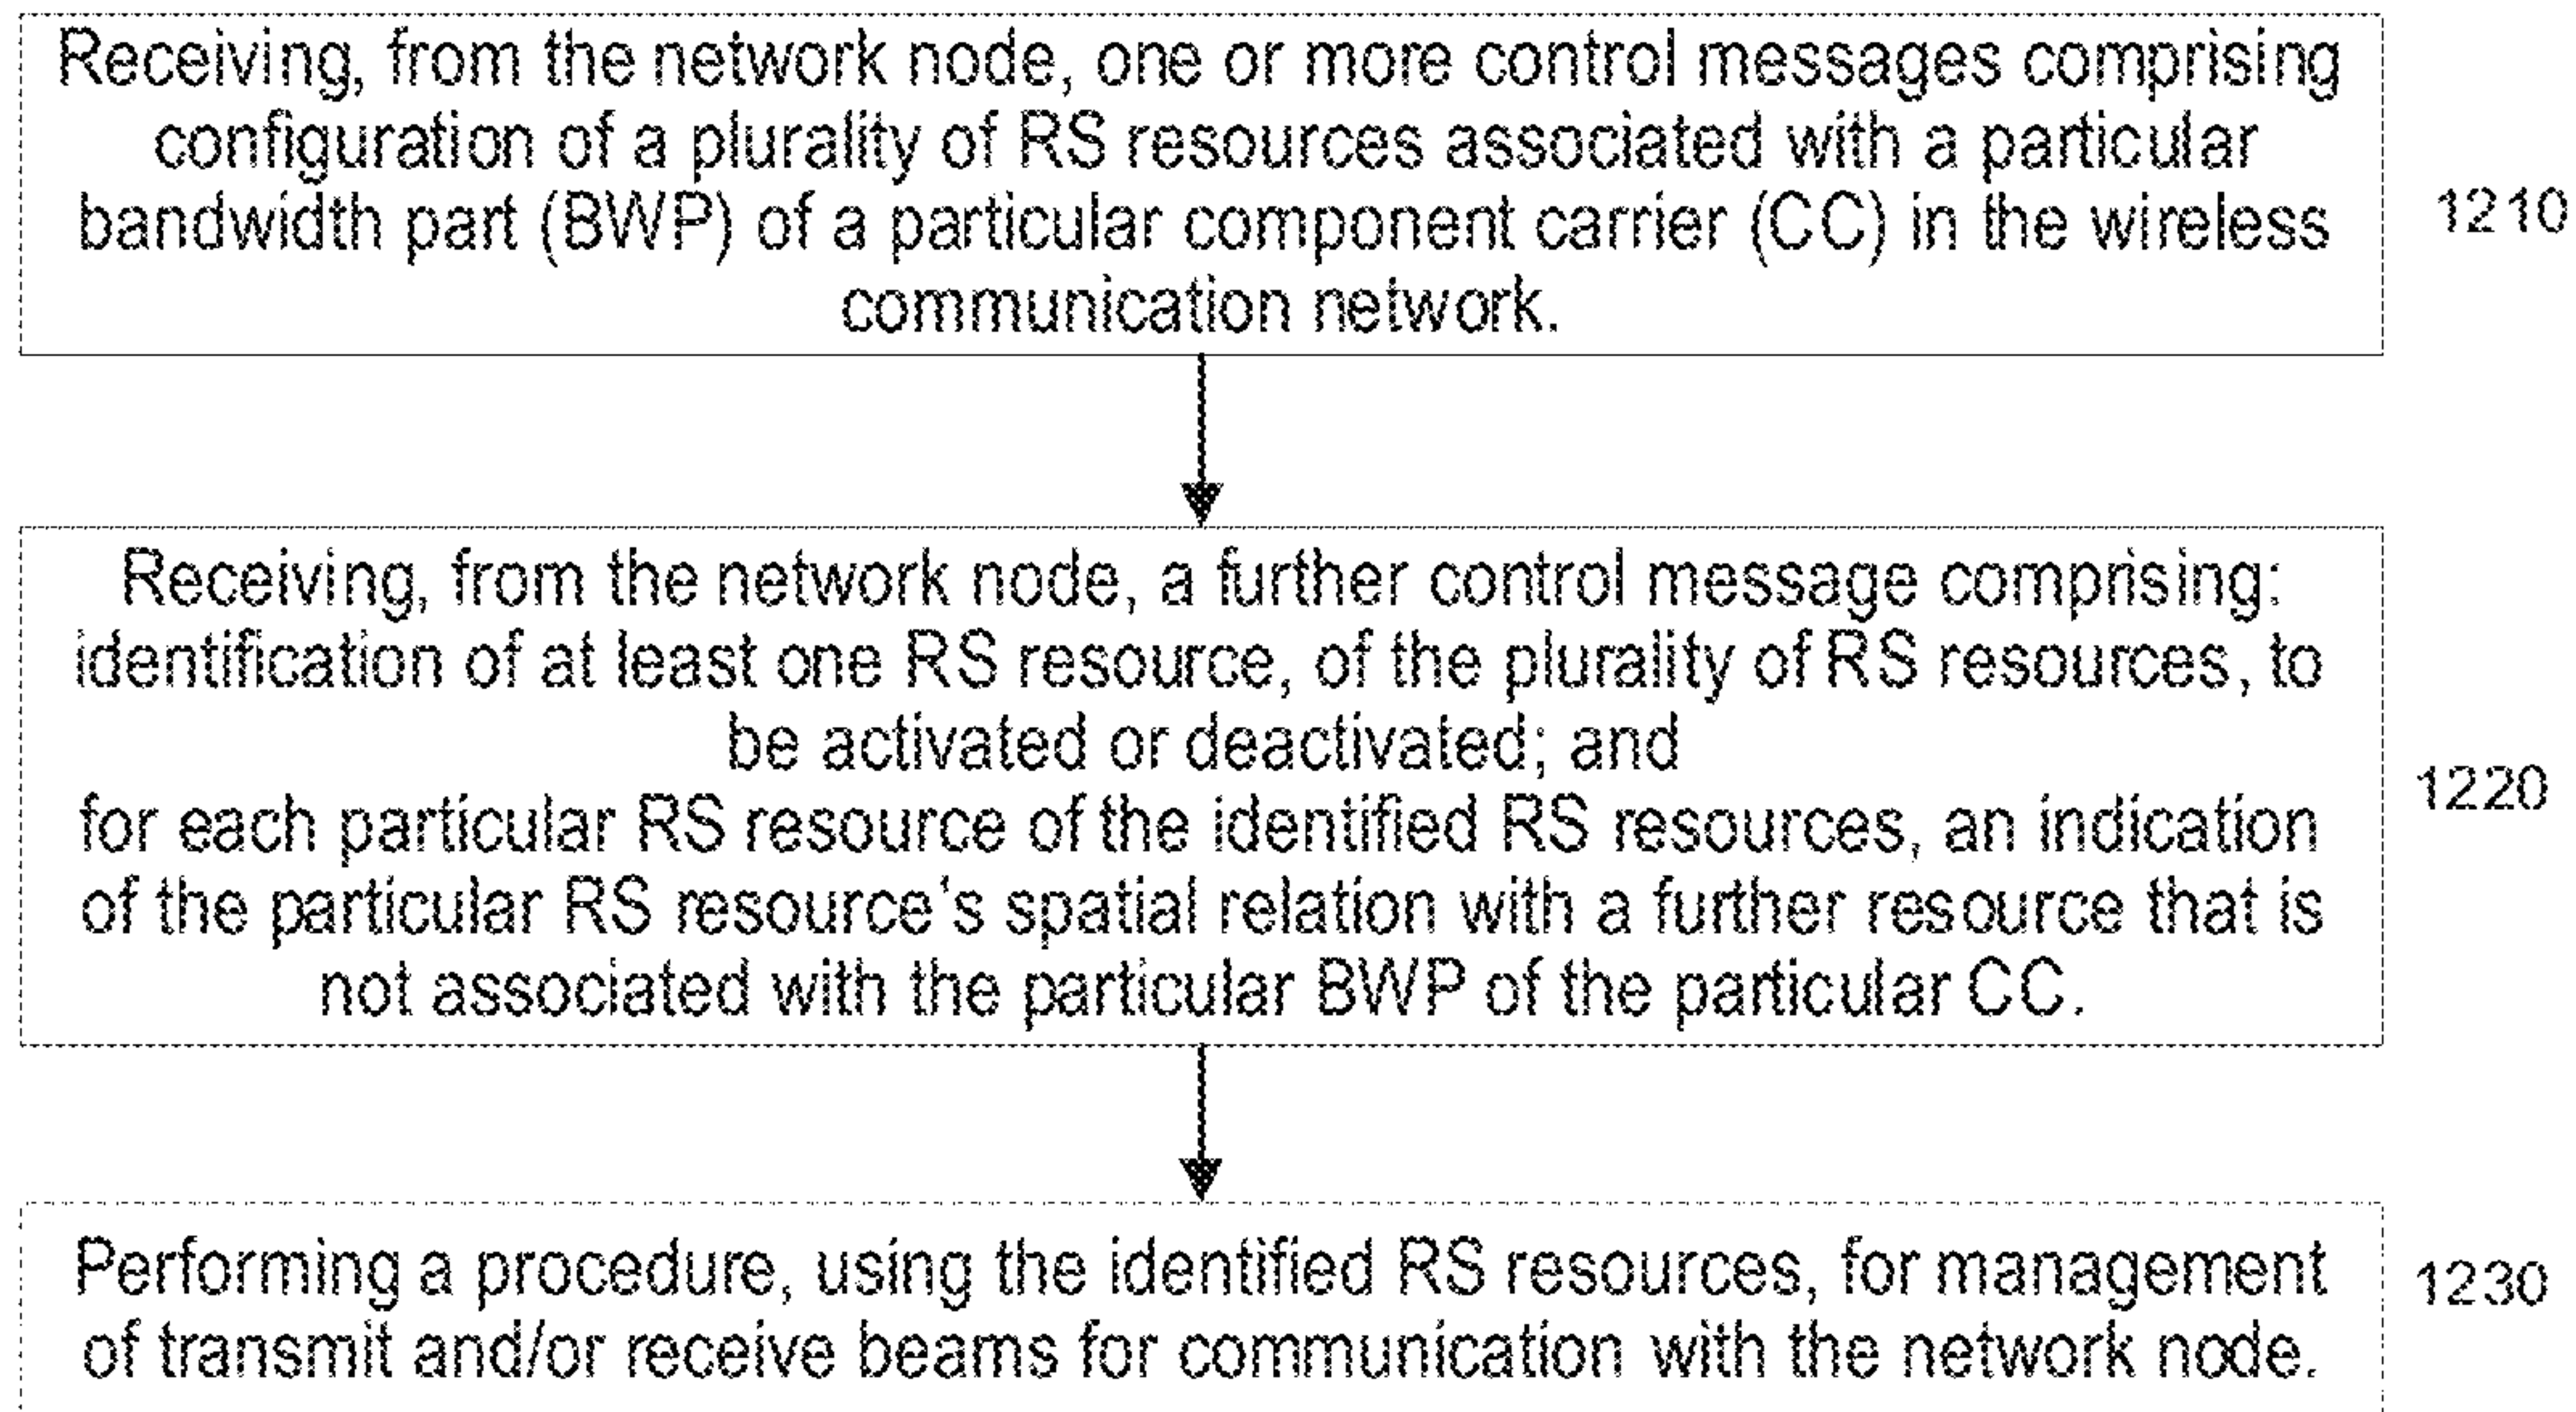 Receiving, from the network node, one or more control messages comprising
configuration of a plurality of RS resources associated with a particular
bandwidth part (BWP) of a particular component carrier (CC) in the wireless
communication network.
1210
Receiving, from the network node, a further control message comprising:
identification of at least one RS resource, of the plurality of RS resources, to
be activated or deactivated; and
for each particular RS resource of the identified RS resources, an indication
of the particular RS resource's spatial relation with a further resource that is
not associated with the particular BWP of the particular CC.
1220
Performing a procedure, using the identified RS resources, for management
of transmit and/or receive beams for communication with the network node.
1230